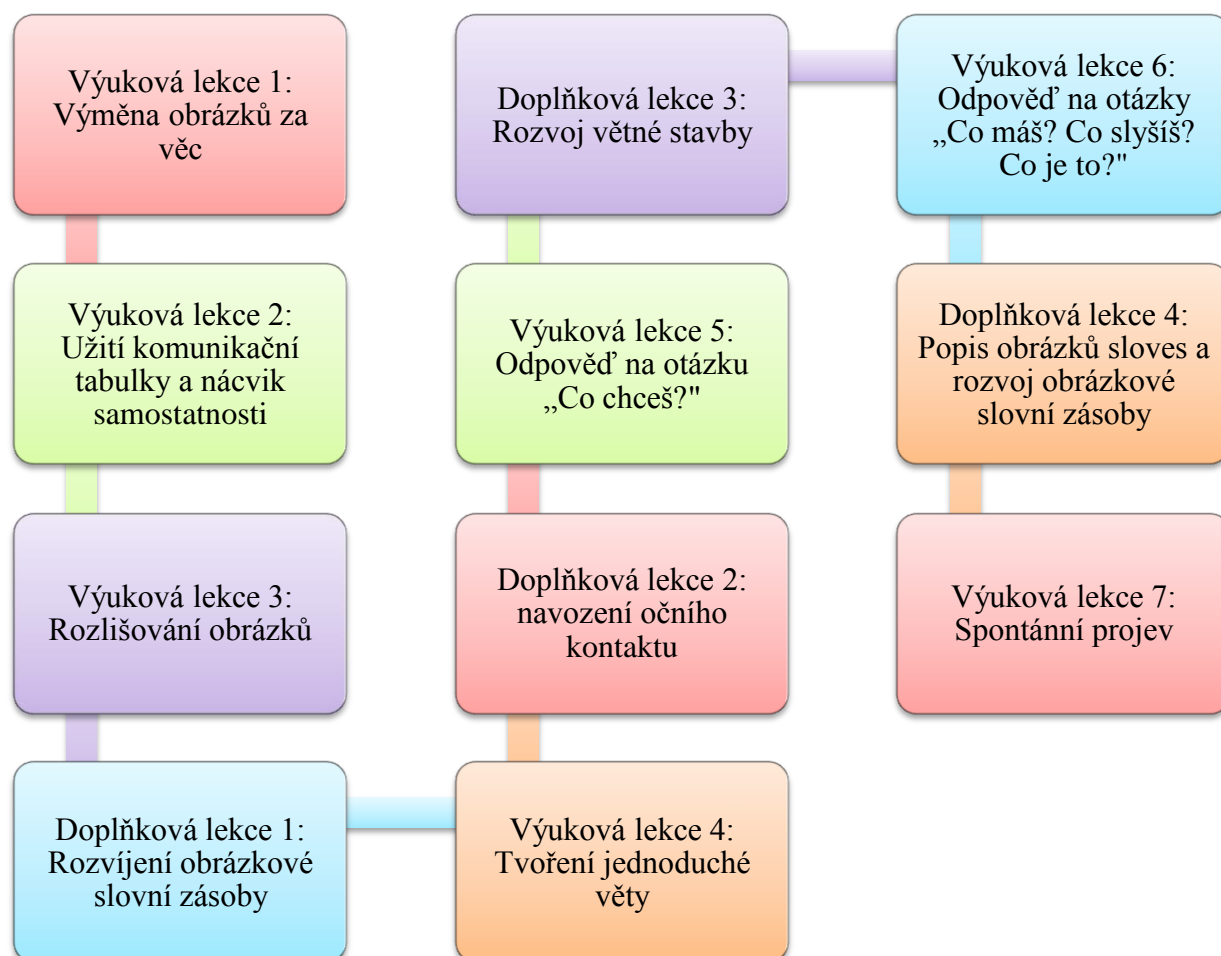 Výuková lekce 1:
Výměna obrázků za
věc
Výuková lekce 2:
Užití komunikační
tabulky a nácvik
samostatnosti
Výuková lekce 3:
Rozlišování obrázků
Doplňková lekce 1:
Rozvíjení obrázkové
slovní zásoby
Výuková lekce 4:
Tvoření jednoduché
věty
Doplňková lekce 2:
navození očního
kontaktu
Výuková lekce 5:
Odpověď na otázku
„Co chceš?"
Doplňková lekce 3:
Rozvoj větné stavby
Výuková lekce 6:
Odpověď na otázky
„Co máš? Co slyšíš?
Co je to?"
Doplňková lekce 4:
Popis obrázků sloves a
rozvoj obrázkové
slovní zásoby
Výuková lekce 7:
Spontánní projev